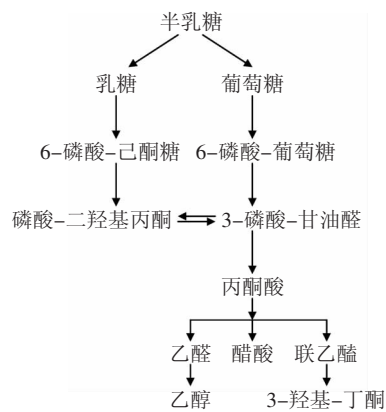 半乳糖
乳糖 葡萄糖
6-磷酸-己酮糖 6-磷酸-葡萄糖
磷酸-二羟基丙酮 3-磷酸-甘油醛
丙酮酸
乙醛 醋酸 联乙醘
乙醇 3-羟基-丁酮